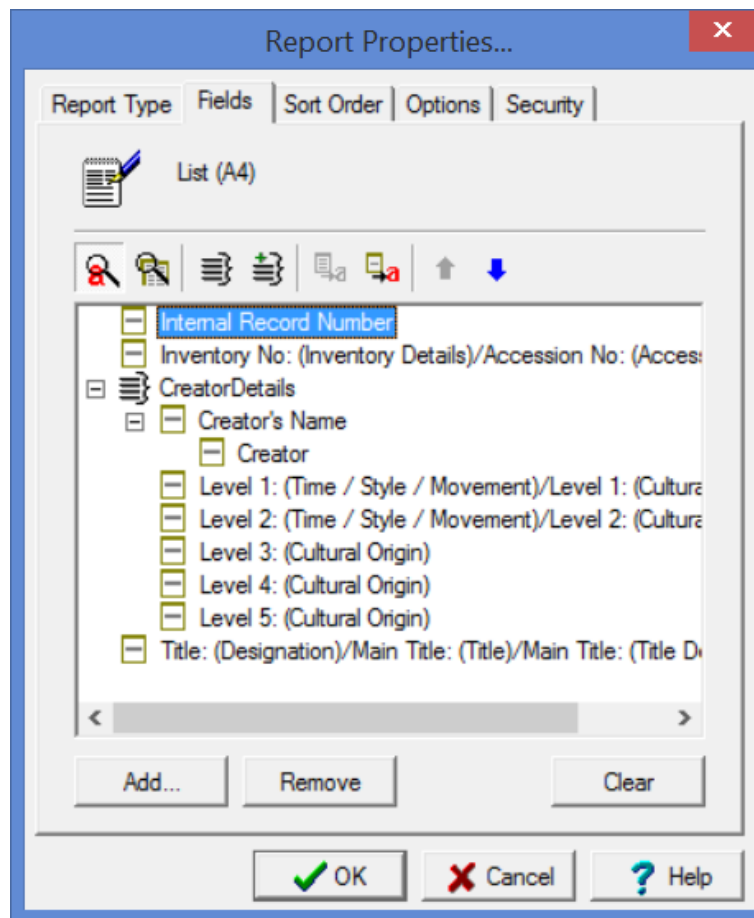 Report Properties...
Report Type Fields Sort Order Options Security
List (A4)
Internal Record Number
Inventory No: (Inventory Details)/Accession No: (Access
CreatorDetails
Creator's Name
Creator
Level 1: (Time / Style / Movement)/Level 1: (Cultura
Level 2: (Time / Style / Movement)/Level 2: (Cultura
Level 3: (Cultural Origin)
Level 4: (Cultural Origin)
Level 5: (Cultural Origin)
Title: (Designation)/Main Title: (Title)/Main Title: (Title D
Add... Remove Clear
OK Cancel Help